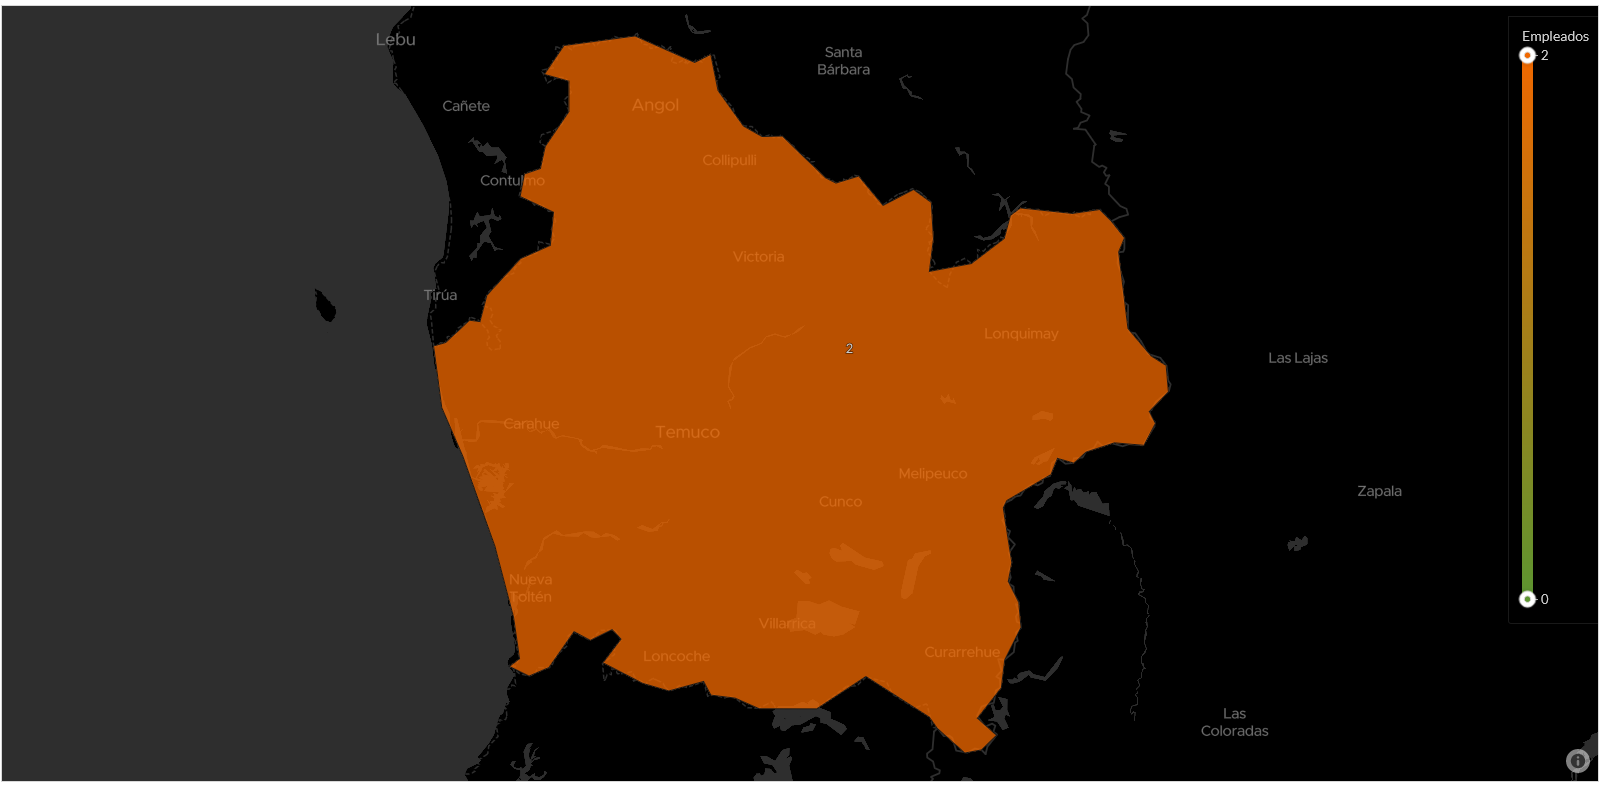 Lebu
Santa
Bárbara
Empleados
2
Cañete
Angol
Collipulli
Contulmo
Victoria
Tirúa
Lonquimay
2
Las Lajas
Carahue
Temuco
Melipeuco
Cunco
Zapala
Nueva
Toltén
Villarrica
0
Loncoche
Curarrehue
Las
Coloradas